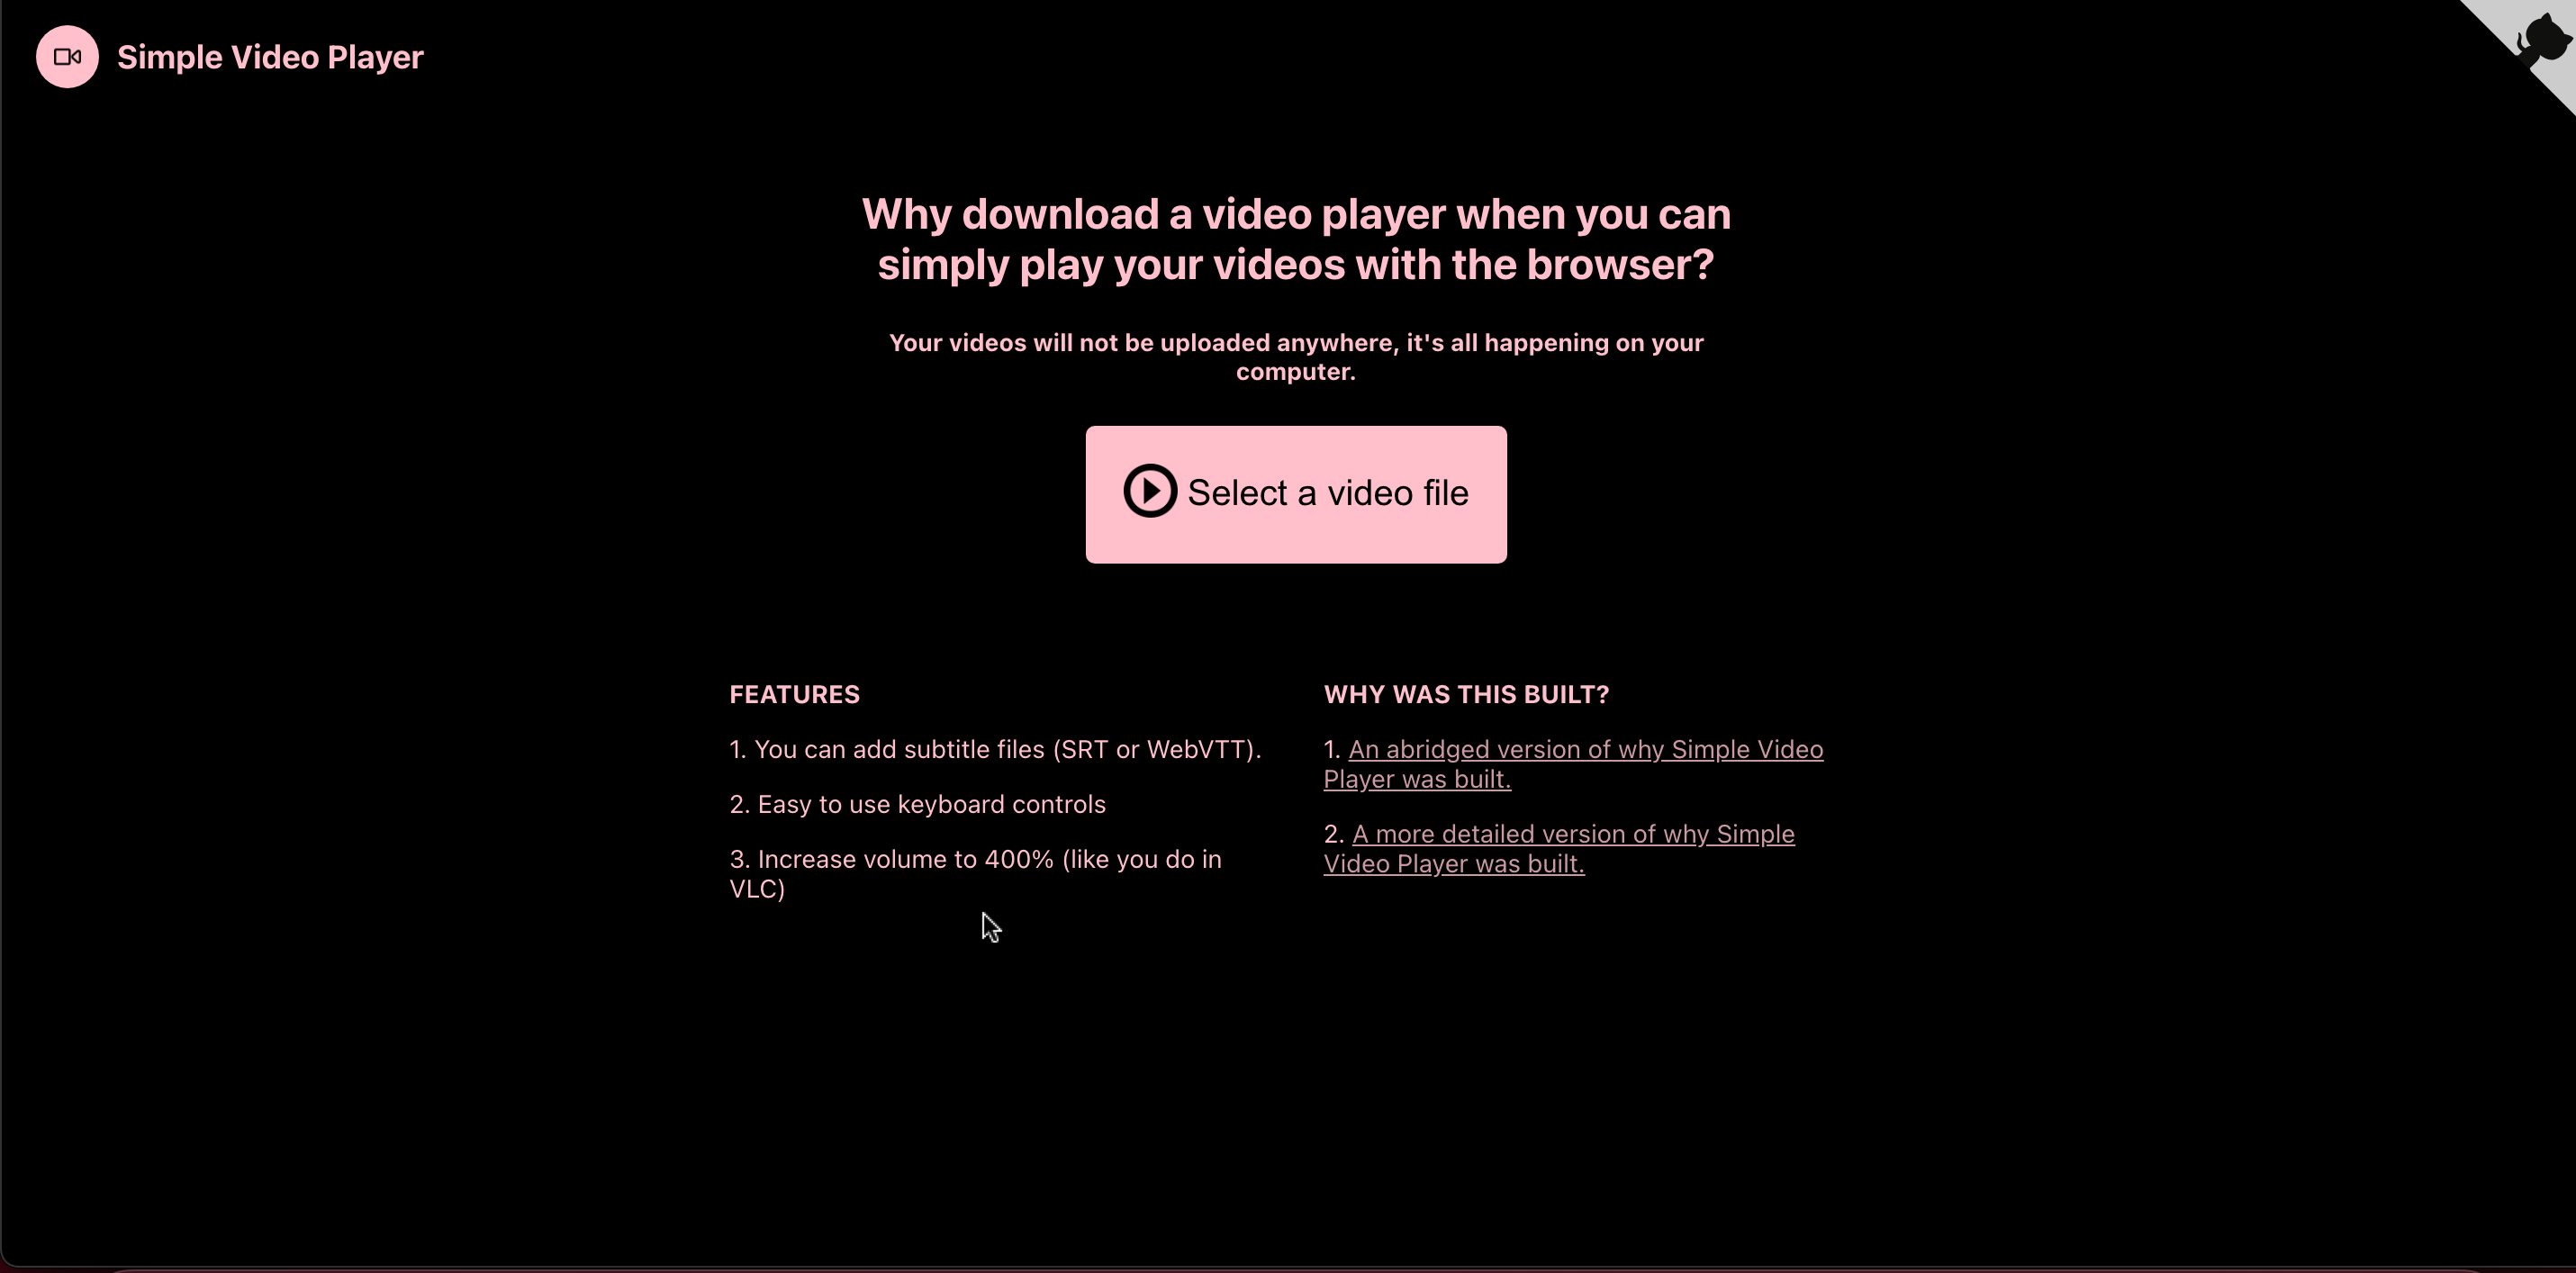 Simple Video Player
Why download a video player when you can
simply play your videos with the browser?
Your videos will not be uploaded anywhere, it's all happening on your
computer.
Select a video file
FEATURES
1. You can add subtitle files (SRT or WebVTT).
2. Easy to use keyboard controls
3. Increase volume to 400% (like you do in
VLC)
WHY WAS THIS BUILT?
1. An abridged version of why Simple Video
Player was built.
2. A more detailed version of why Simple
Video Player was built.